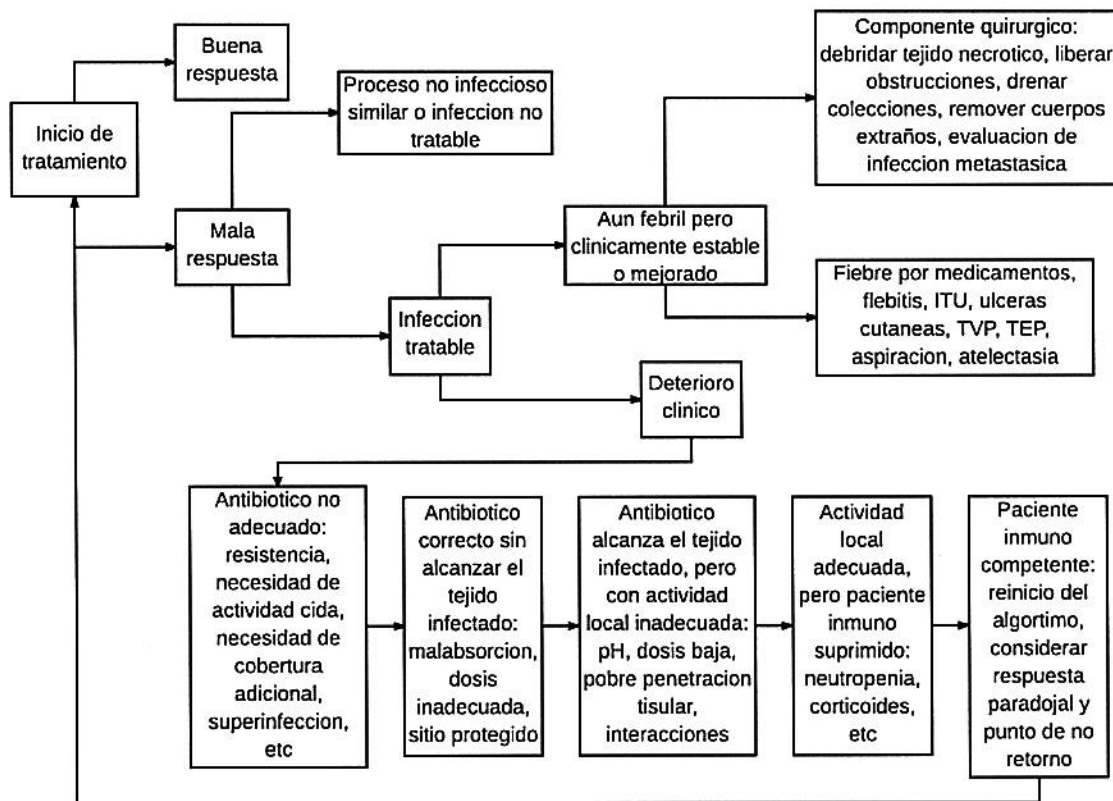 Inicio de
tratamiento
Buena
respuesta
Mala
respuesta
Proceso no infeccioso
similar o infeccion no
tratable
Infeccion
tratable
Aun febril pero
clinicamente estable
o mejorado
Componente quirurgico:
debridar tejido necrotico, liberar
obstrucciones, drenar
colecciones, remover cuerpos
extraños, evaluacion de
infeccion metastasica
Fiebre por medicamentos,
flebitis, ITU, ulceras
cutaneas, TVP, TEP,
aspiracion, atelectasia
Deterioro
clinico
Antibiotico no
adecuado:
resistencia,
necesidad de
actividad cida,
necesidad de
cobertura
adicional,
superinfeccion,
etc
Antibiotico
correcto sin
alcanzar el
tejido
infectado:
malabsorcion,
dosis
inadecuada,
sitio protegido
Antibiotico
alcanza el tejido
infectado, pero
con actividad
local inadecuada:
pH, dosis baja,
pobre penetracion
tisular,
interacciones
Actividad
local
adecuada,
pero paciente
inmuno
suprimido:
neutropenia,
corticoides,
etc
Paciente
inmuno
competente:
reinicio del
algortimo,
considerar
respuesta
paradojal y
punto de no
retorno